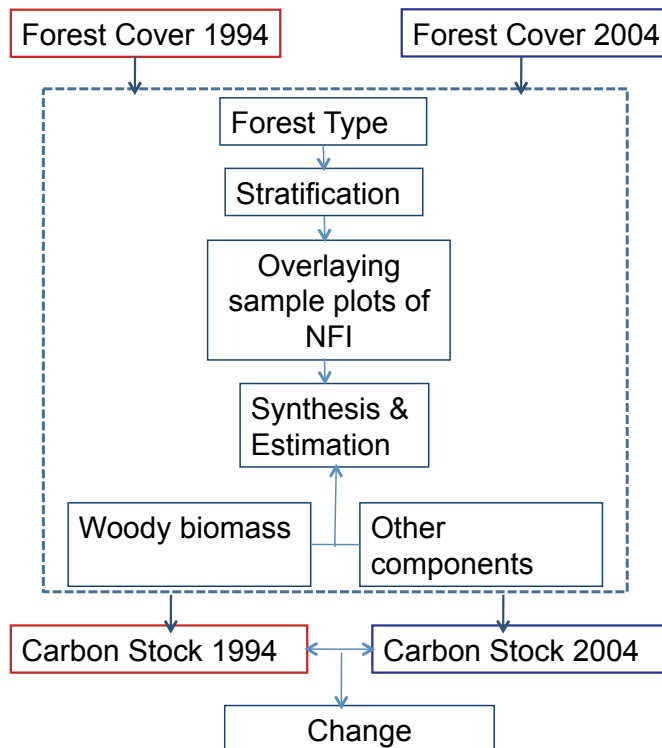 Forest Cover 1994
Forest Cover 2004
Forest Type
Stratification
Overlaying
sample plots of
NFI
Synthesis &
Estimation
Woody biomass
Other
components
Carbon Stock 1994
Carbon Stock 2004
Change